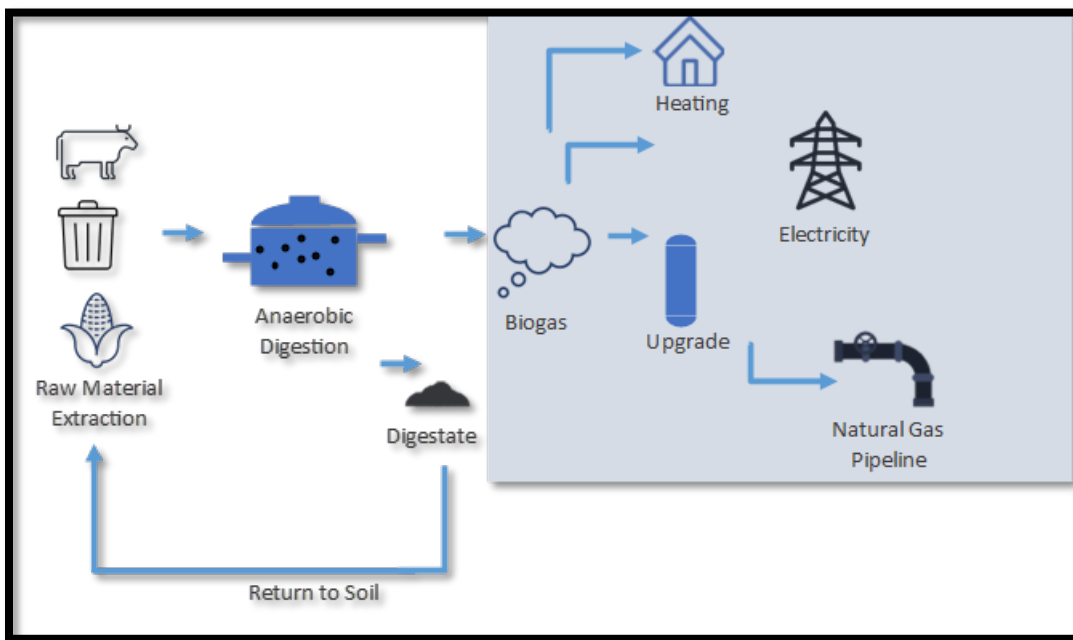 Heating
Electricity
Anaerobic
Digestion
Biogas
Upgrade
Raw Material
Extraction
Digestate
Natural Gas
Pipeline
Return to Soil